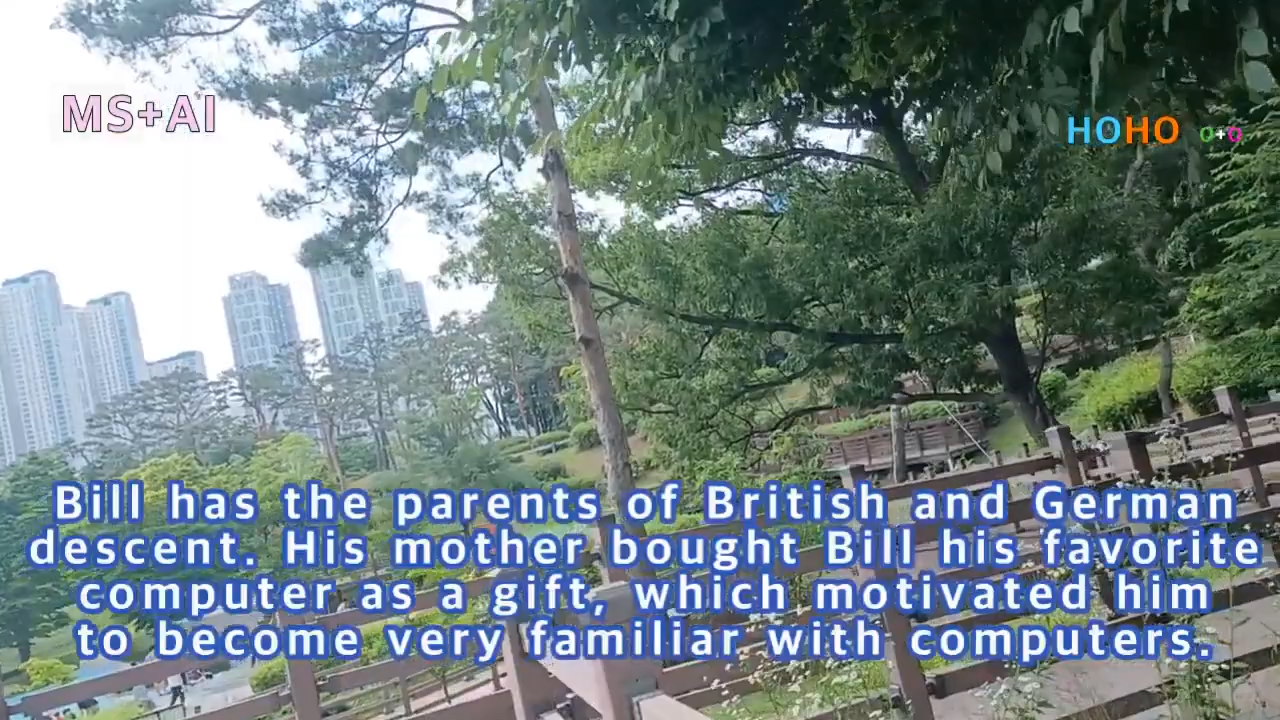 MS+AI
HOHO α+α
Bill has the parents of British and German
descent. His mother bought Bill his favorite
computer as a gift, which motivated him
to become very familiar with computers.